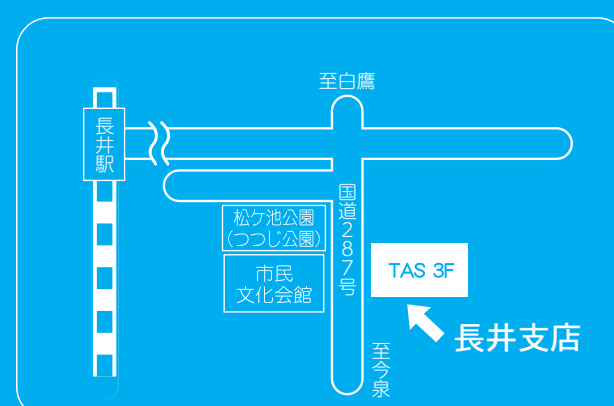 至白鷹
長井駅
国道287号
松ケ池公園
(つつじ公園)
市民
文化会館
TAS 3F
長井支店
至今泉